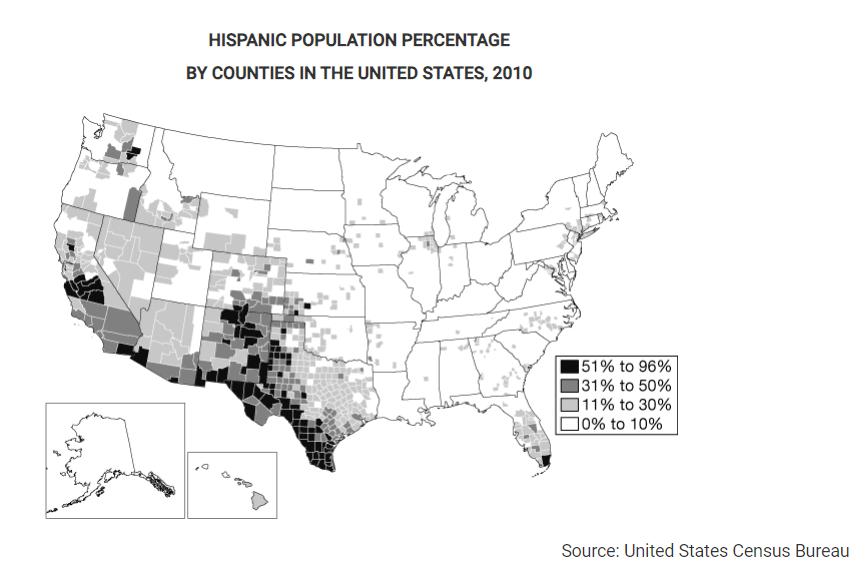 HISPANIC POPULATION PERCENTAGE
BY COUNTIES IN THE UNITED STATES, 2010
51% to 96%
31% to 50%
11% to 30%
0% to 10%
Source: United States Census Bureau